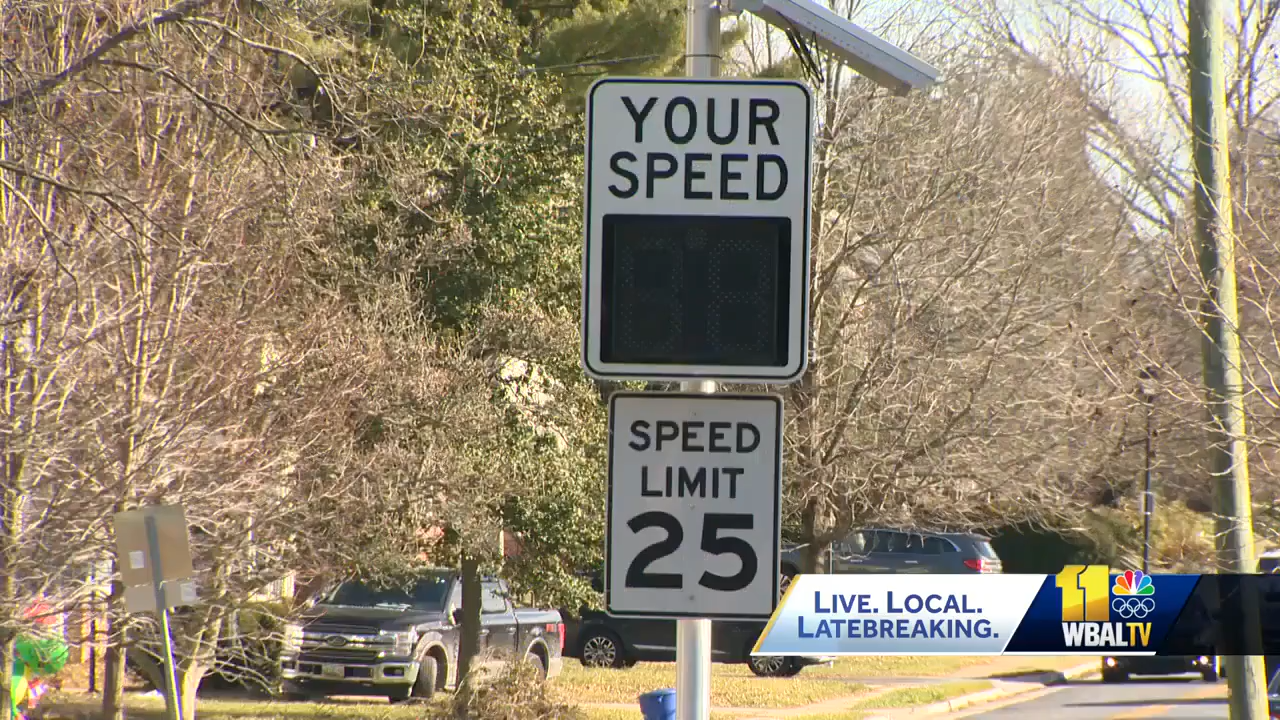 YOUR
SPEED
SPEED
LIMIT
25
LIVE. LOCAL.
LATEBREAKING.
11
WBALTV